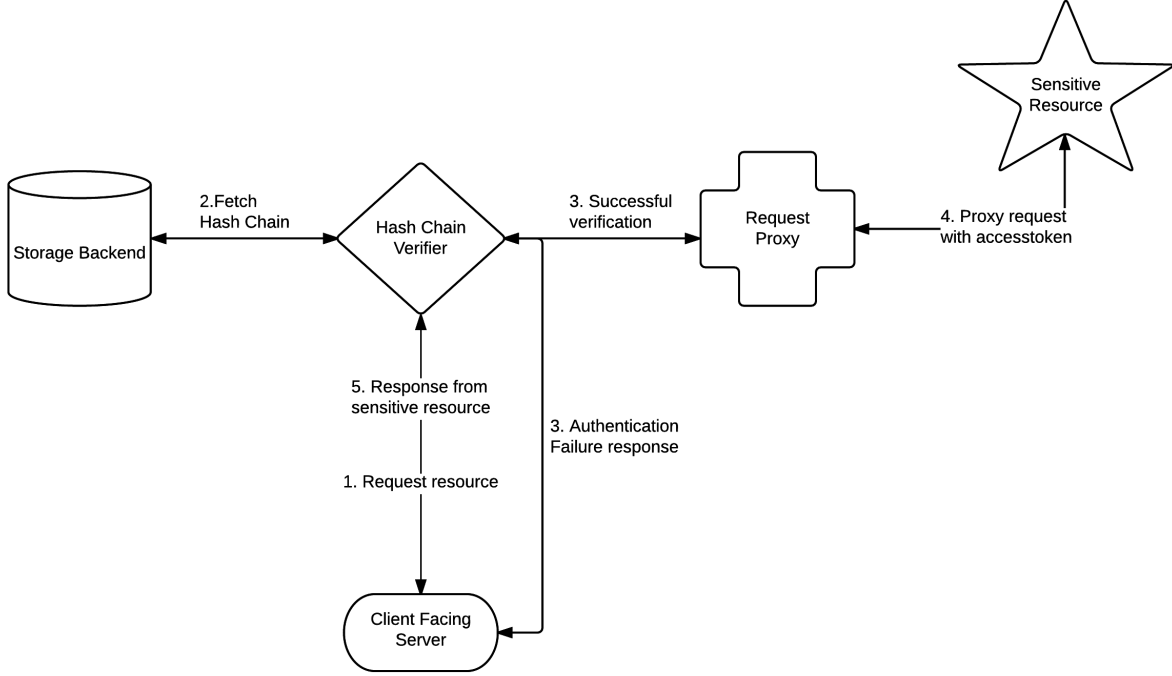 Sensitive
Resource
2.Fetch
Hash Chain
3. Successful
verification
Storage Backend
Hash Chain
Verifier
Request
Proxy
4. Proxy request
with accesstoken
5. Response from
sensitive resource
3. Authentication
Failure response
1. Request resource
Client Facing
Server